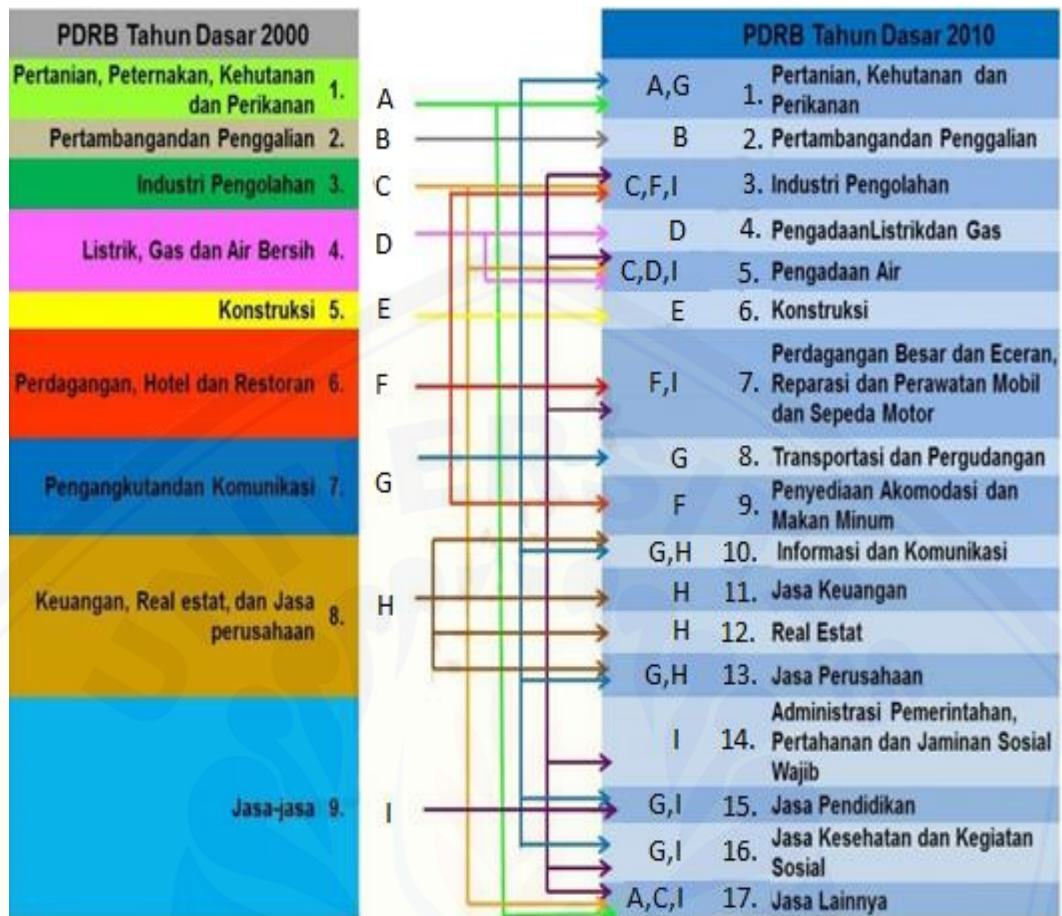 PDRB Tahun Dasar 2000
Pertanian, Peternakan, Kehutanan
dan Perikanan 1.
Pertambangandan Penggalian 2.
Industri Pengolahan 3.
Listrik, Gas dan Air Bersih 4.
Konstruksi 5.
Perdagangan, Hotel dan Restoran 6.
Pengangkutandan Komunikasi 7.
Keuangan, Real estat, dan Jasa
perusahaan 8.
Jasa-jasa 9.
A
B
C
D
E
F
G
H
I
PDRB Tahun Dasar 2010
A,G 1. Pertanian, Kehutanan dan
Perikanan
B 2. Pertambangandan Penggalian
C,F,I 3. Industri Pengolahan
D 4. PengadaanListrikdan Gas
C,D,I 5. Pengadaan Air
E 6. Konstruksi
Perdagangan Besar dan Eceran,
F,I 7. Reparasi dan Perawatan Mobil
dan Sepeda Motor
G 8. Transportasi dan Pergudangan
F 9. Penyediaan Akomodasi dan
Makan Minum
G,H 10. Informasi dan Komunikasi
H 11. Jasa Keuangan
H 12. Real Estat
G,H 13. Jasa Perusahaan
Administrasi Pemerintahan,
I 14. Pertahanan dan Jaminan Sosial
Wajib
G,I 15. Jasa Pendidikan
G,I 16. Jasa Kesehatan dan Kegiatan
Sosial
A,C,I 17. Jasa Lainnya
UNIVERSI